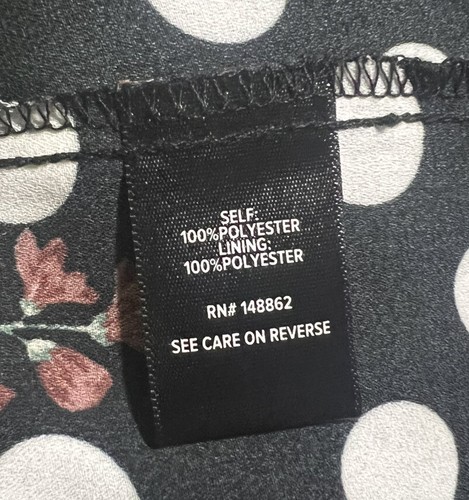 SELF:
100%POLYESTER
LINING:
100%POLYESTER
RN# 148862
SEE CARE ON REVERSE